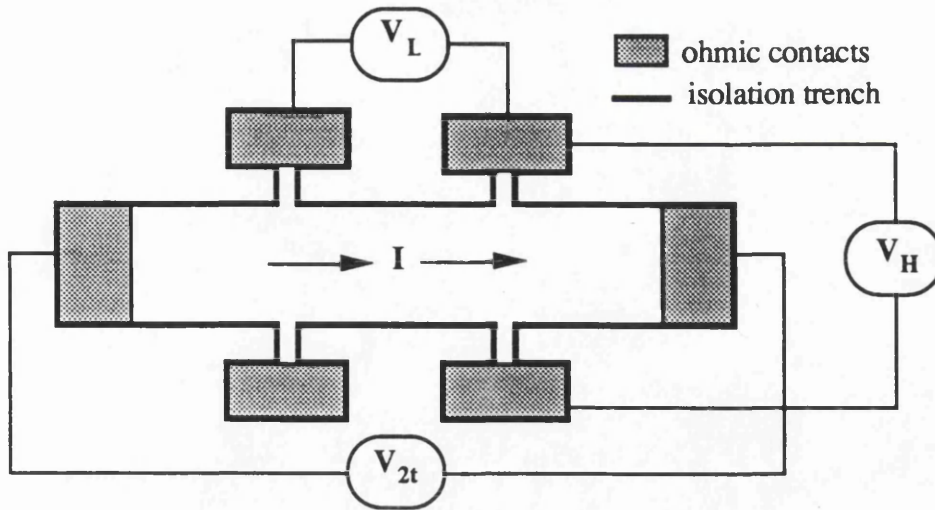 V_L
ohmic contacts
isolation trench
I
V_H
V_2t